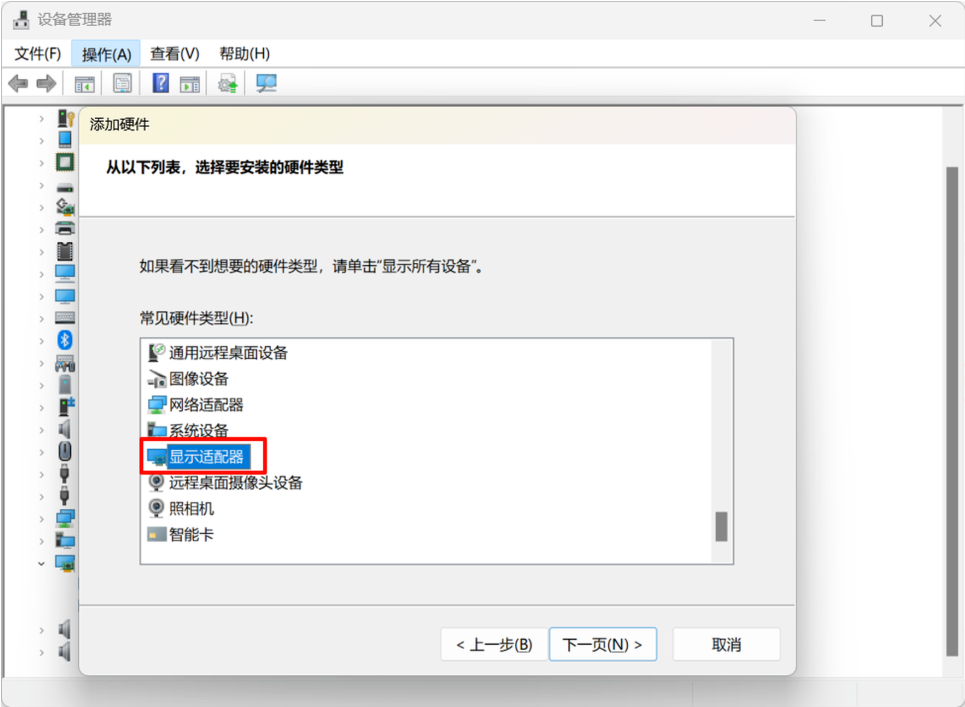 设备管理器
文件(F) 操作(A) 查看(V) 帮助(H)
添加硬件
从以下列表，选择要安装的硬件类型
如果看不到想要的硬件类型，请单击"显示所有设备"。
常见硬件类型(H):
通用远程桌面设备
图像设备
网络适配器
系统设备
显示适配器
远程桌面摄像头设备
照相机
智能卡
< 上一步(B) 下一页(N) > 取消